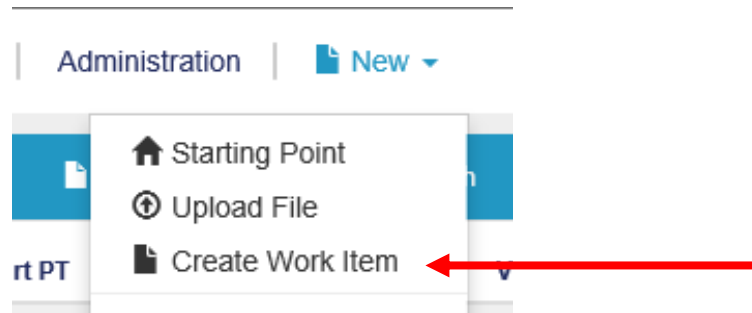 Administration New
Starting Point
Upload File
Create Work Item
rt PT